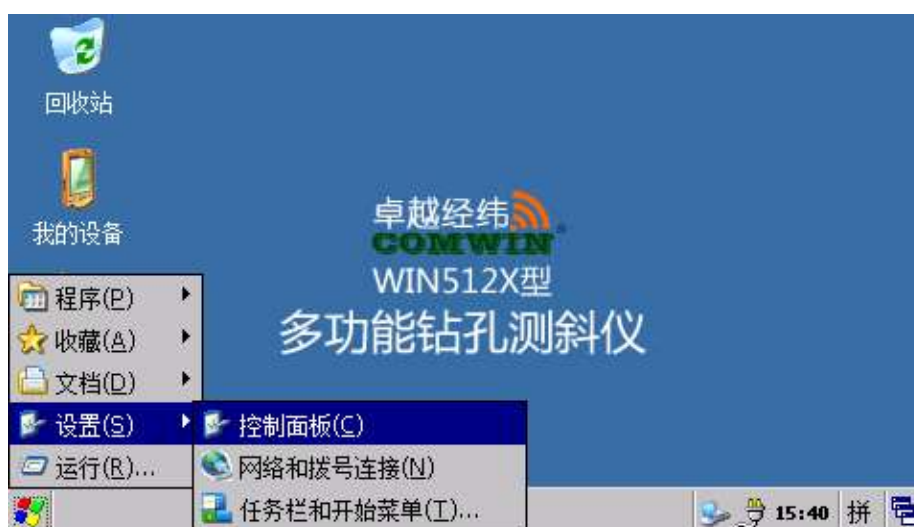 回收站
我的设备
卓越经纬
COMWIN
WIN512X型
多功能钻孔测斜仪
程序(P)
收藏(A)
文档(D)
设置(S)
运行(R)...
控制面板(C)
网络和拨号连接(N)
任务栏和开始菜单(T)...
15:40 拼